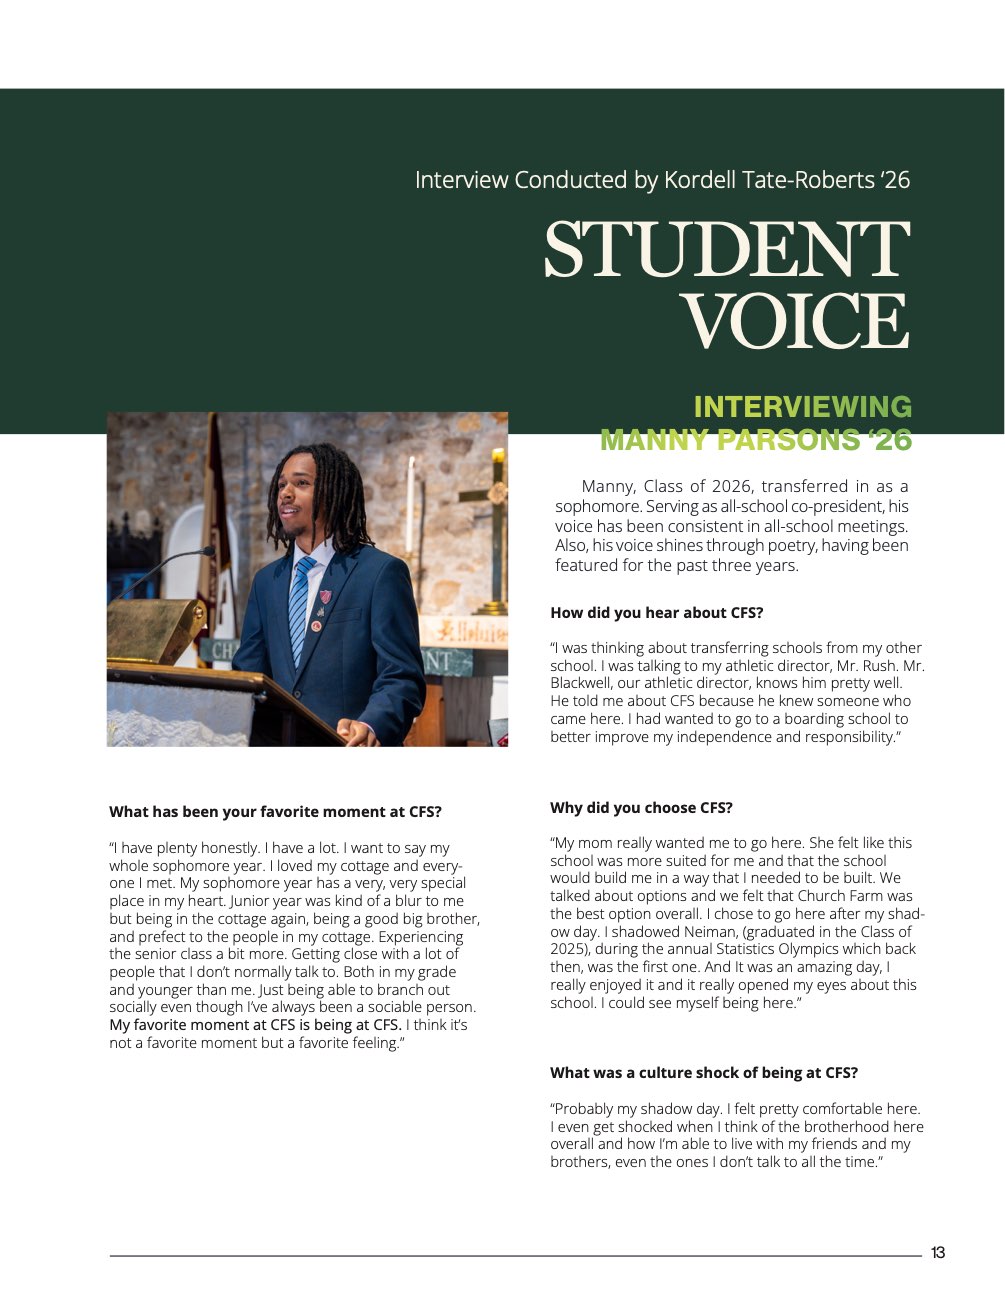 Interview Conducted by Kordell Tate-Roberts ‘26
STUDENT
VOICE
INTERVIEWING
MANNY PARSONS ‘26
Manny, Class of 2026, transferred in as a
sophomore. Serving as all-school co-president, his
voice has been consistent in all-school meetings.
Also, his voice shines through poetry, having been
featured for the past three years.
How did you hear about CFS?
“I was thinking about transferring schools from my other
school. I was talking to my athletic director, Mr. Rush. Mr.
Blackwell, our athletic director, knows him pretty well.
He told me about CFS because he knew someone who
came here. I had wanted to go to a boarding school to
better improve my independence and responsibility.”
Why did you choose CFS?
“My mom really wanted me to go here. She felt like this
school was more suited for me and that the school
would build me in a way that I needed to be built. We
talked about options and we felt that Church Farm was
the best option overall. I chose to go here after my shad-
ow day. I shadowed Neiman, (graduated in the Class of
2025), during the annual Statistics Olympics which back
then, was the first one. And It was an amazing day, I
really enjoyed it and it really opened my eyes about this
school. I could see myself being here.”
What was a culture shock of being at CFS?
“Probably my shadow day. I felt pretty comfortable here.
I even get shocked when I think of the brotherhood here
overall and how I’m able to live with my friends and my
brothers, even the ones I don’t talk to all the time.”
CH
NT
Alleluia
What has been your favorite moment at CFS?
“I have plenty honestly. I have a lot. I want to say my
whole sophomore year. I loved my cottage and every-
one I met. My sophomore year has a very, very special
place in my heart. Junior year was kind of a blur to me
but being in the cottage again, being a good big brother,
and prefect to the people in my cottage. Experiencing
the senior class a bit more. Getting close with a lot of
people that I don’t normally talk to. Both in my grade
and younger than me. Just being able to branch out
socially even though I’ve always been a sociable person.
My favorite moment at CFS is being at CFS. I think it’s
not a favorite moment but a favorite feeling.”
13